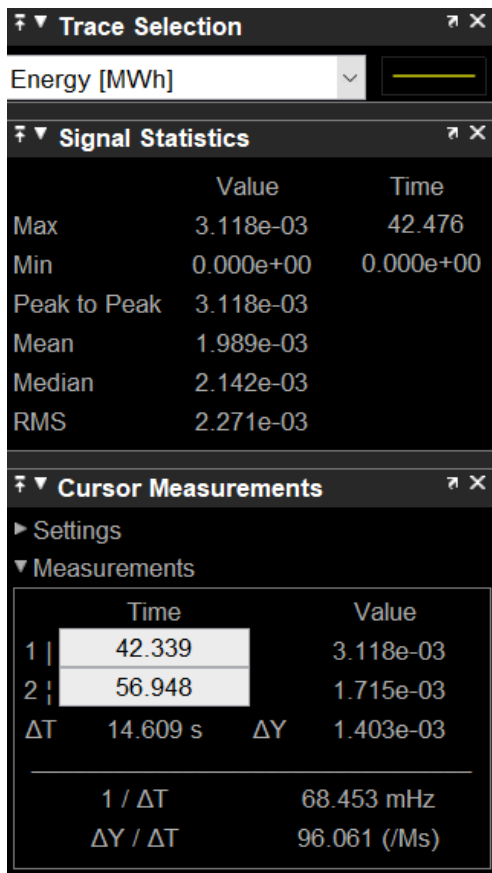 Trace Selection
Energy [MWh]
Signal Statistics
Value Time
Max 3.118e-03 42.476
Min 0.000e+00 0.000e+00
Peak to Peak 3.118e-03
Mean 1.989e-03
Median 2.142e-03
RMS 2.271e-03
Cursor Measurements
Settings
Measurements
Time Value
1 | 42.339 3.118e-03
2 ¦ 56.948 1.715e-03
ΔT 14.609 s ΔY 1.403e-03
1 / ΔT 68.453 mHz
ΔY / ΔT 96.061 (/Ms)